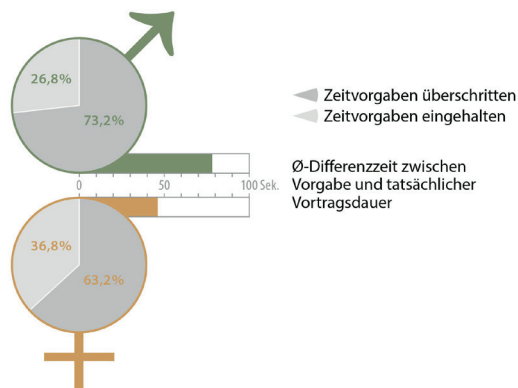 26,8%
73,2%
Zeitvorgaben überschritten
Zeitvorgaben eingehalten
0 50 100 Sek.
Ø-Differenzzeit zwischen
Vorgabe und tatsächlicher
Vortragsdauer
36,8%
63,2%